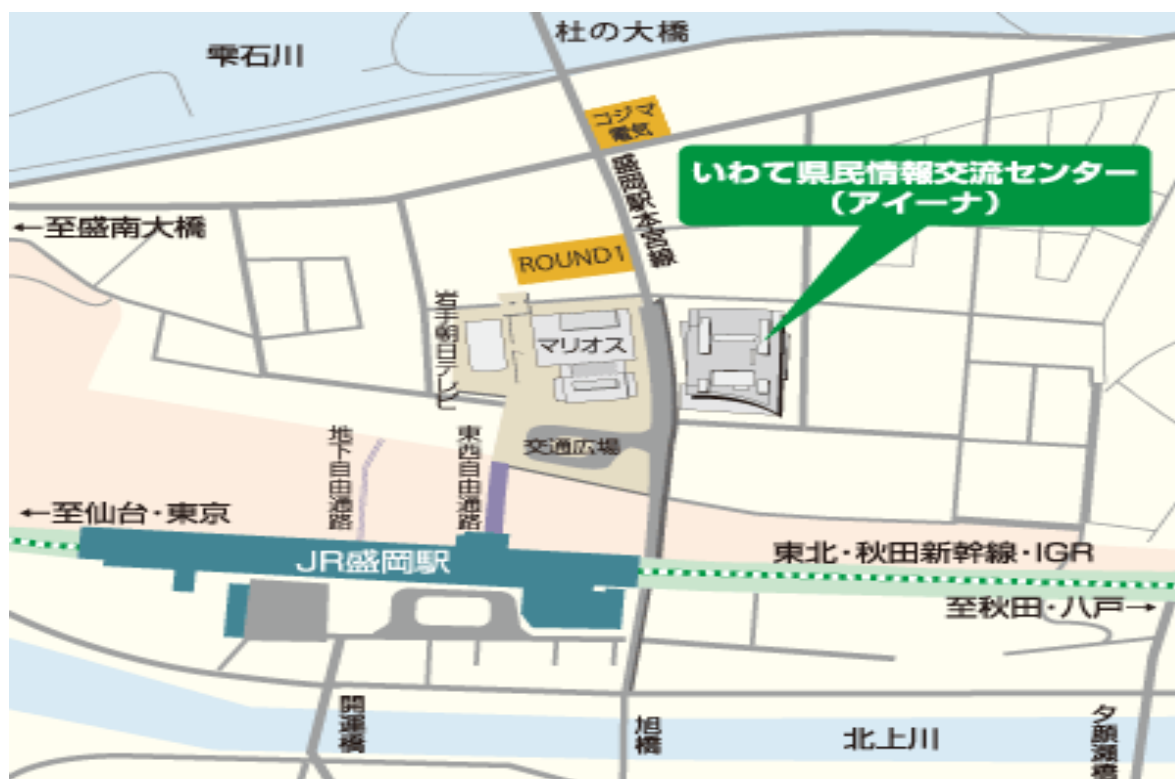 雫石川
杜の大橋
コジマ
電気
盛岡駅本宮線
いわて県民情報交流センター
(アイーナ)
←至盛南大橋
ROUND1
岩手朝日テレビ
マリオス
地下自由通路
東西自由通路
交通広場
←至仙台・東京
JR盛岡駅
東北・秋田新幹線・IGR
至秋田・八戸→
開運橋
旭橋
北上川
夕顔瀬橋